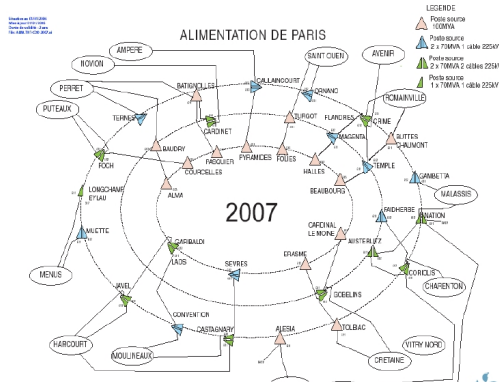 ALIMENTATION DE PARIS
LEGENDE
Poste source
100MVA
Poste source
2 x 70MVA 1 câble 225kV
Poste source
2 x 70MVA 2 câbles 225kV
Poste source
1 x 70MVA 1 câble 225kV
AMPERE
NOVION
PERRET
PUTEAUX
SAINT OUEN
AVENIR
ROMAINVILLE
BATIGNOLLES
CAULAINCOURT
ORNANO
TERNES
CARDINET
TURGOT
FLANDRES
CRIMEE
MAGENTA
BUTTES
CHAUMONT
BAUDRY
RASQUIER
PYRAMIDES
FOLIES
HALLES
TEMPLE
FOCH
COURCELLES
BEAUBOURG
GAMBETTA
ALMA
MALASSIS
LONGCHAMP
EYLAU
2007
FAIDHERBE
NATION
MUETTE
CARDINAL
LE MOINE
AUSTERLITZ
GARIBALDI
LAOS
ERASME
CORIOLIS
MENUS
SEVRES
CHARENTON
JAVEL
GOBELINS
CONVENTION
CASTAGNARY
ALESIA
TOLBIAC
HARCOURT
MOULINEAUX
VITRY NORD
CRETAINE